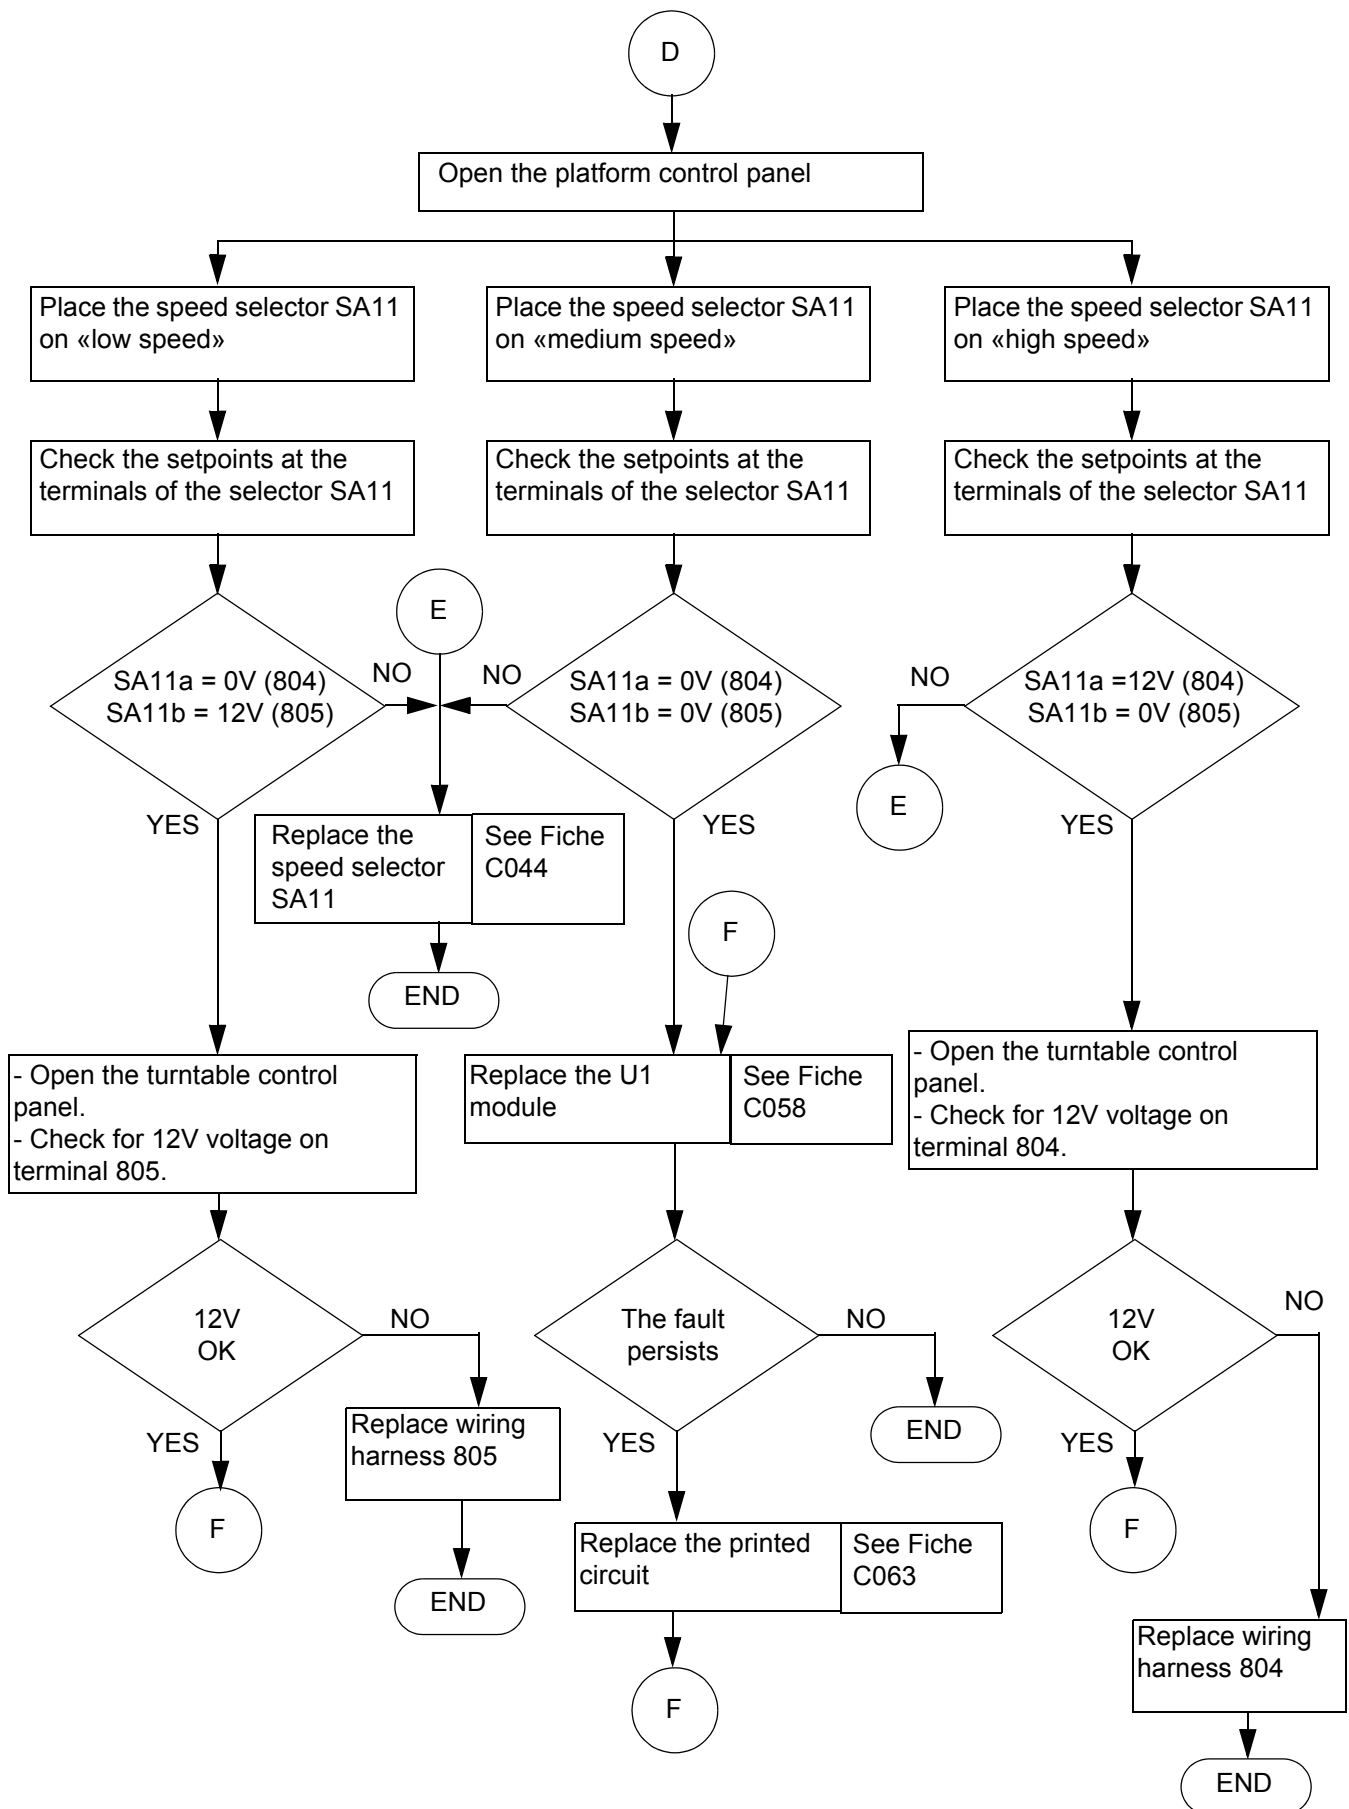 D
Open the platform control panel
Place the speed selector SA11
on «low speed»
Place the speed selector SA11
on «medium speed»
Place the speed selector SA11
on «high speed»
Check the setpoints at the
terminals of the selector SA11
Check the setpoints at the
terminals of the selector SA11
Check the setpoints at the
terminals of the selector SA11
E
SA11a = 0V (804)
SA11b = 12V (805)
NO
NO
SA11a = 0V (804)
SA11b = 0V (805)
NO
SA11a =12V (804)
SA11b = 0V (805)
E
YES
YES
YES
Replace the
speed selector
SA11
See Fiche
C044
F
END
- Open the turntable control
panel.
- Check for 12V voltage on
terminal 805.
Replace the U1
module
See Fiche
C058
- Open the turntable control
panel.
- Check for 12V voltage on
terminal 804.
12V
OK
NO
The fault
persists
NO
12V
OK
NO
YES
Replace wiring
harness 805
YES
END
YES
F
END
Replace the printed
circuit
See Fiche
C063
F
F
Replace wiring
harness 804
END